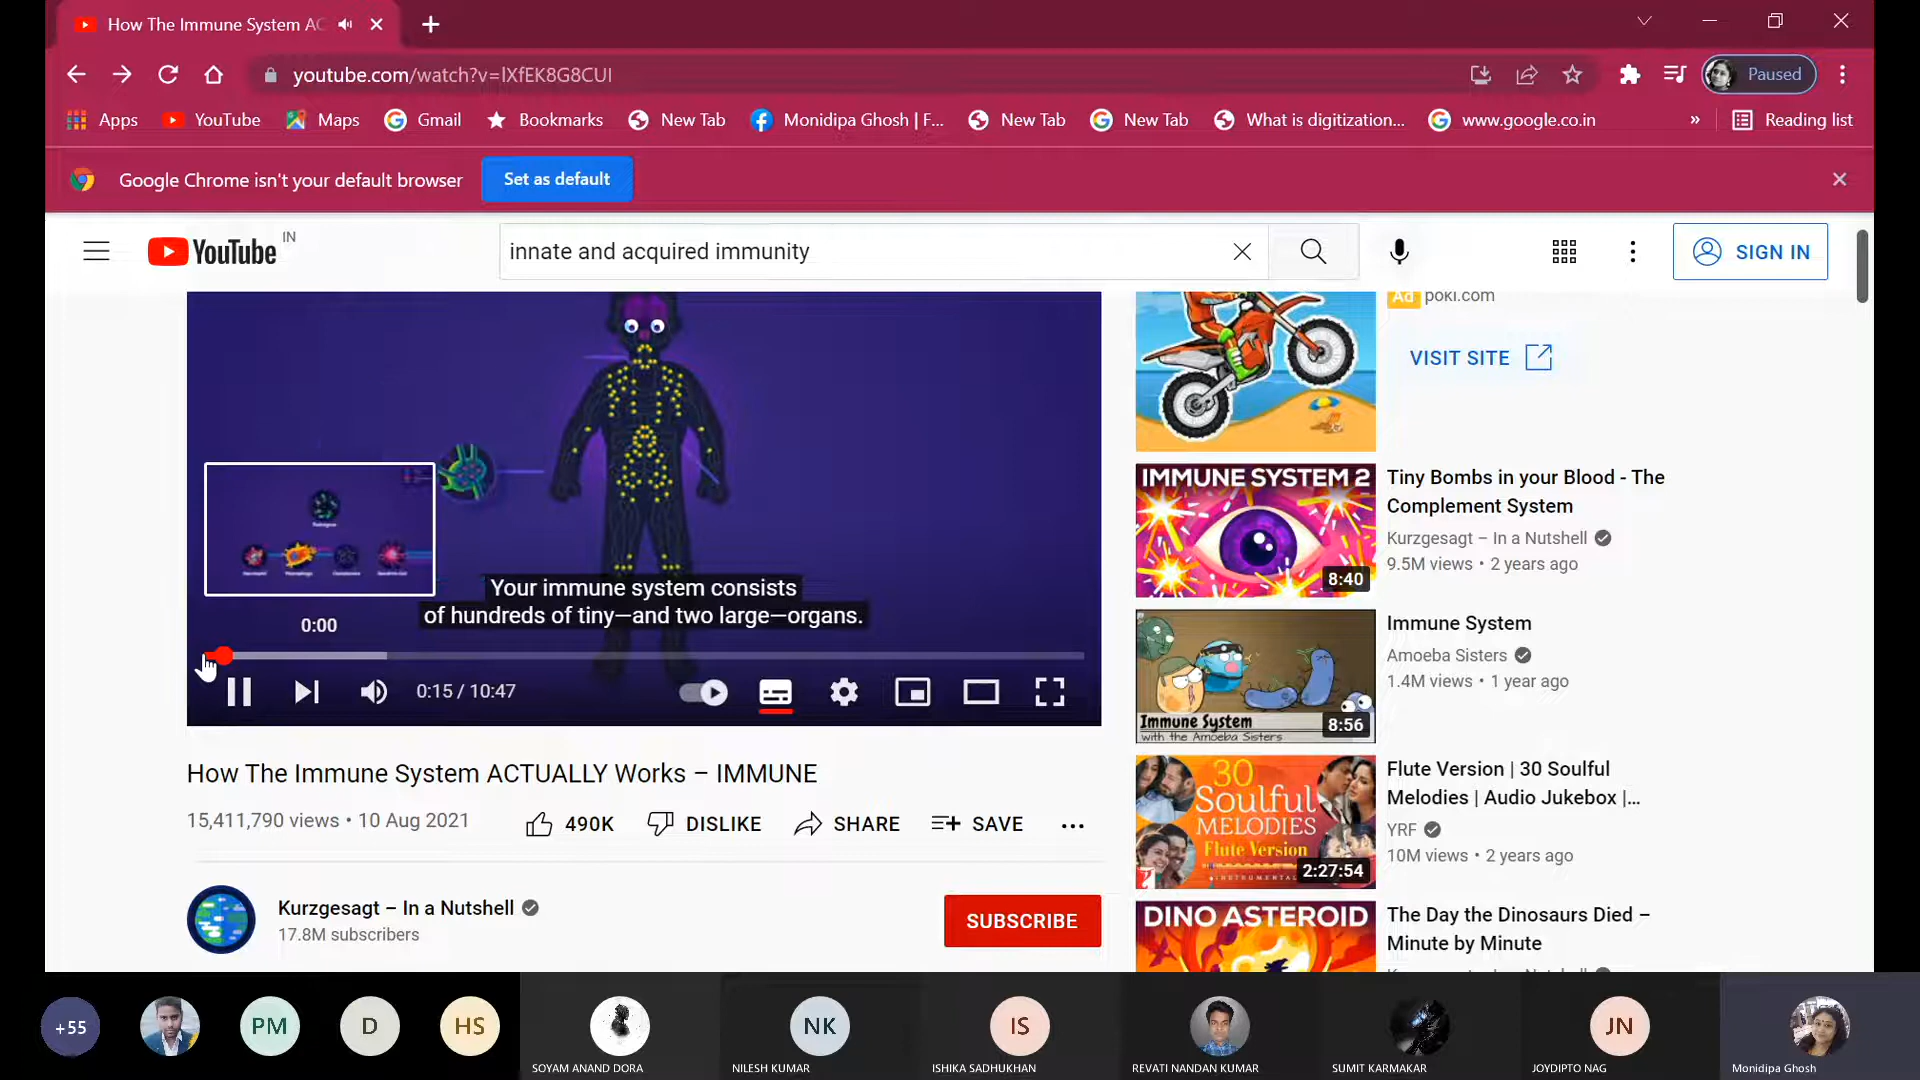 How The Immune System AC
youtube.com/watch?v=lXfEK8G8CUI
Paused
Apps
YouTube
Maps
Gmail
Bookmarks
New Tab
Monidipa Ghosh | F...
New Tab
New Tab
What is digitization...
www.google.co.in
»
Reading list
Google Chrome isn't your default browser
Set as default
YouTube IN
innate and acquired immunity
SIGN IN
Ad poki.com
VISIT SITE
Your immune system consists
of hundreds of tiny—and two large—organs.
0:00
0:15 / 10:47
IMMUNE SYSTEM 2
8:40
Tiny Bombs in your Blood - The
Complement System
Kurzgesagt – In a Nutshell
9.5M views • 2 years ago
Immune System
with the Amoeba Sisters
8:56
Immune System
Amoeba Sisters
1.4M views • 1 year ago
30
Soulful
MELODIES
Flute Version
2:27:54
Flute Version | 30 Soulful
Melodies | Audio Jukebox |...
YRF
10M views • 2 years ago
DINO ASTEROID
The Day the Dinosaurs Died –
Minute by Minute
How The Immune System ACTUALLY Works – IMMUNE
15,411,790 views • 10 Aug 2021
490K
DISLIKE
SHARE
SAVE
Kurzgesagt – In a Nutshell
17.8M subscribers
SUBSCRIBE
+55
PM
D
HS
SOYAM ANAND DORA
NK
NILESH KUMAR
IS
ISHIKA SADHUKHAN
REVATI NANDAN KUMAR
SUMIT KARMAKAR
JN
JOYDIPTO NAG
Monidipa Ghosh